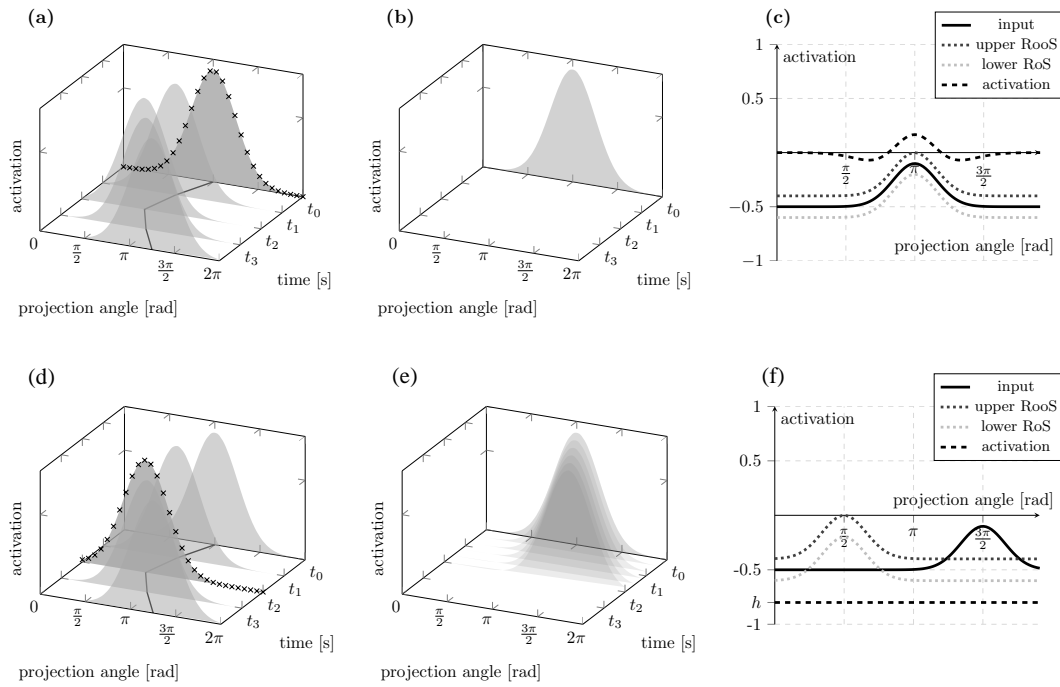 (a)
activation
0
π/2
π
3π/2
2π
t0
t1
t2
t3
time [s]
projection angle [rad]
(b)
activation
0
π/2
π
3π/2
2π
t0
t1
t2
t3
time [s]
projection angle [rad]
(c)
input
upper RooS
lower RoS
activation
activation
1
0.5
−0.5
−1
π/2
π
3π/2
projection angle [rad]
(d)
activation
0
π/2
π
3π/2
2π
t0
t1
t2
t3
time [s]
projection angle [rad]
(e)
activation
0
π/2
π
3π/2
2π
t0
t1
t2
t3
time [s]
projection angle [rad]
(f)
input
upper RooS
lower RoS
activation
activation
1
0.5
projection angle [rad]
π/2
π
3π/2
-0.5
h
-1